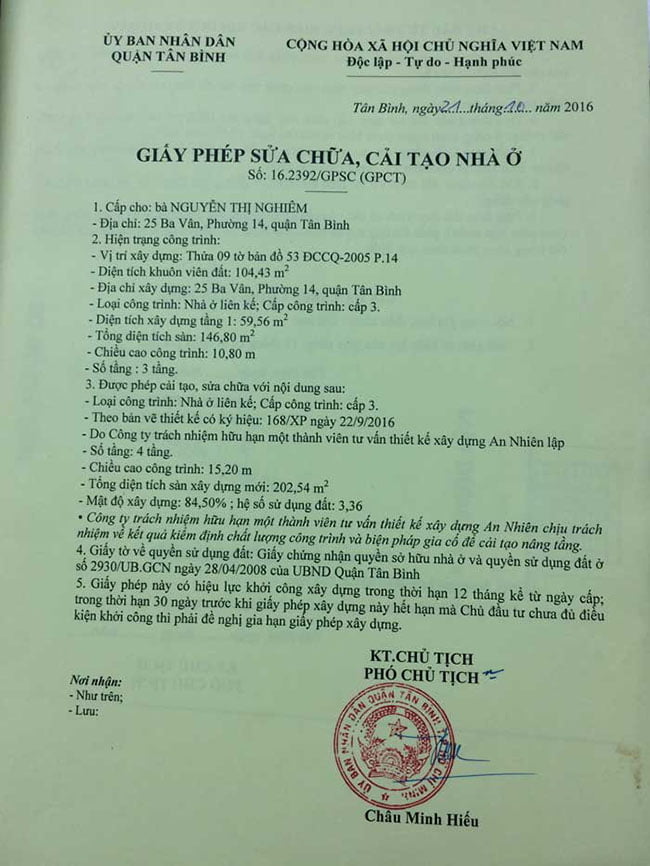 ỦY BAN NHÂN DÂN
QUẬN TÂN BÌNH
CỘNG HÒA XÃ HỘI CHỦ NGHĨA VIỆT NAM
Độc lập - Tự do - Hạnh phúc
Tân Bình, ngày 21 tháng 10 năm 2016
GIẤY PHÉP SỬA CHỮA, CẢI TẠO NHÀ Ở
Số: 16.2392/GPSC (GPCT)
1. Cấp cho: bà NGUYỄN THỊ NGHIÊM
- Địa chỉ: 25 Ba Vân, Phường 14, quận Tân Bình
2. Hiện trạng công trình:
- Vị trí xây dựng: Thửa 09 tờ bản đồ 53 ĐCCQ-2005 P.14
- Diện tích khuôn viên đất: 104,43 m²
- Địa chỉ xây dựng: 25 Ba Vân, Phường 14, quận Tân Bình
- Loại công trình: Nhà ở liên kế; Cấp công trình: cấp 3.
- Diện tích xây dựng tầng 1: 59,56 m²
- Tổng diện tích sàn: 146,80 m²
- Chiều cao công trình: 10,80 m
- Số tầng : 3 tầng.
3. Được phép cải tạo, sửa chữa với nội dung sau:
- Loại công trình: Nhà ở liên kế; Cấp công trình: cấp 3.
- Theo bản vẽ thiết kế có ký hiệu: 168/XP ngày 22/9/2016
- Do Công ty trách nhiệm hữu hạn một thành viên tư vấn thiết kế xây dựng An Nhiên lập
- Số tầng: 4 tầng.
- Chiều cao công trình: 15,20 m
- Tổng diện tích sàn xây dựng mới: 202,54 m²
- Mật độ xây dựng: 84,50% ; hệ số sử dụng đất: 3,36
• Công ty trách nhiệm hữu hạn một thành viên tư vấn thiết kế xây dựng An Nhiên chịu trách
nhiệm về kết quả kiểm định chất lượng công trình và biện pháp gia cố để cải tạo nâng tầng.
4. Giấy tờ về quyền sử dụng đất: Giấy chứng nhận quyền sở hữu nhà ở và quyền sử dụng đất ở
số 2930/UB.GCN ngày 28/04/2008 của UBND Quận Tân Bình
5. Giấy phép này có hiệu lực khởi công xây dựng trong thời hạn 12 tháng kể từ ngày cấp;
trong thời hạn 30 ngày trước khi giấy phép xây dựng này hết hạn mà Chủ đầu tư chưa đủ điều
kiện khởi công thì phải đề nghị gia hạn giấy phép xây dựng.
KT.CHỦ TỊCH
PHÓ CHỦ TỊCH
Nơi nhận:
- Như trên;
- Lưu:
ỦY BAN NHÂN DÂN QUẬN TÂN BÌNH
CHÍ MINH
Châu Minh Hiếu